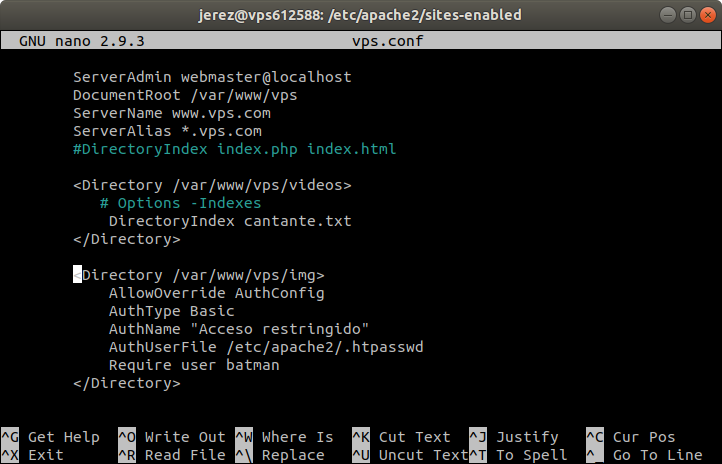 jerez@vps612588: /etc/apache2/sites-enabled
GNU nano 2.9.3 vps.conf
ServerAdmin webmaster@localhost
DocumentRoot /var/www/vps
ServerName www.vps.com
ServerAlias *.vps.com
#DirectoryIndex index.php index.html
<Directory /var/www/vps/videos>
# Options -Indexes
DirectoryIndex cantante.txt
</Directory>
<Directory /var/www/vps/img>
AllowOverride AuthConfig
AuthType Basic
AuthName "Acceso restringido"
AuthUserFile /etc/apache2/.htpasswd
Require user batman
</Directory>
^G Get Help ^O Write Out ^W Where Is ^K Cut Text ^J Justify ^C Cur Pos
^X Exit ^R Read File ^\ Replace ^U Uncut Text ^T To Spell ^_ Go To Line